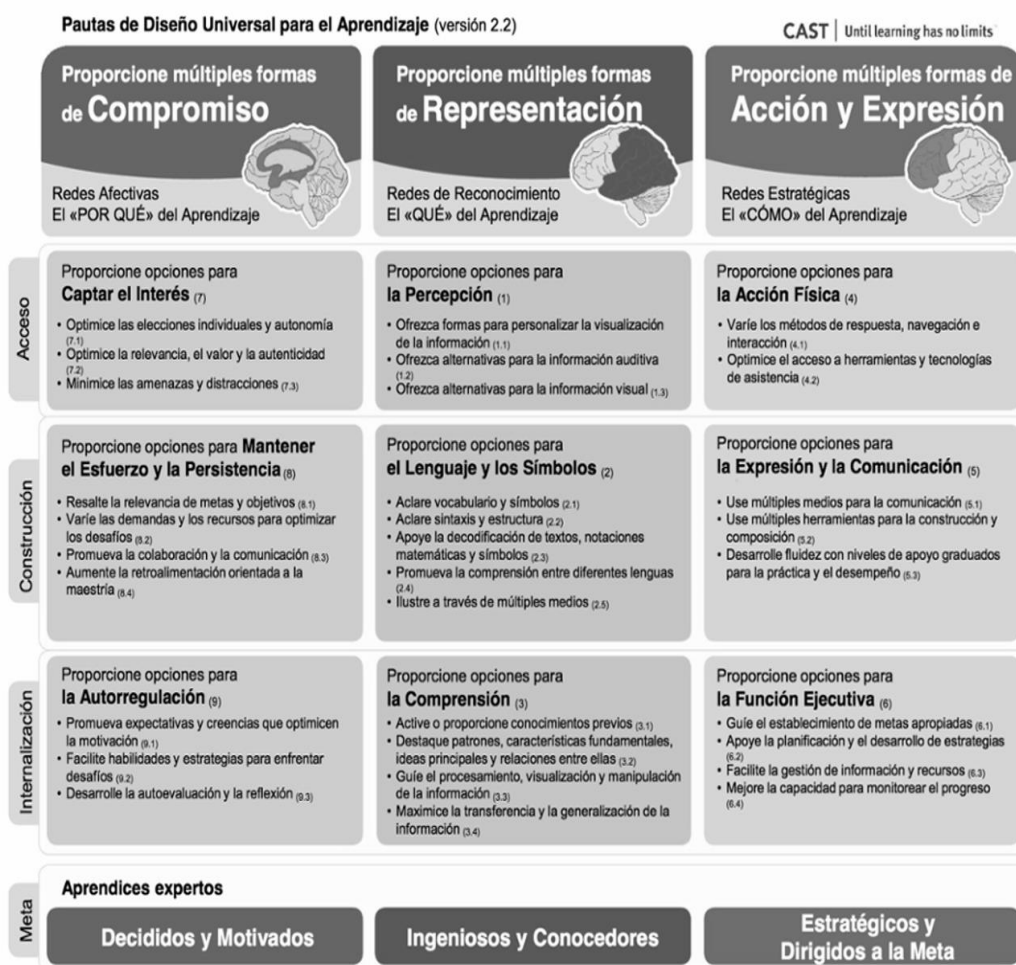 Pautas de Diseño Universal para el Aprendizaje (versión 2.2)
CAST | Until learning has no limits
Proporcione múltiples formas
de Compromiso
Redes Afectivas
El «POR QUÉ» del Aprendizaje
Proporcione múltiples formas
de Representación
Redes de Reconocimiento
El «QUÉ» del Aprendizaje
Proporcione múltiples formas de
Acción y Expresión
Redes Estratégicas
El «CÓMO» del Aprendizaje
Acceso
Proporcione opciones para
Captar el Interés (7)
• Optimice las elecciones individuales y autonomía
(7.1)
• Optimice la relevancia, el valor y la autenticidad
(7.2)
• Minimice las amenazas y distracciones (7.3)
Proporcione opciones para
la Percepción (1)
• Ofrezca formas para personalizar la visualización
de la información (1.1)
• Ofrezca alternativas para la información auditiva
(1.2)
• Ofrezca alternativas para la información visual (1.3)
Proporcione opciones para
la Acción Física (4)
• Varíe los métodos de respuesta, navegación e
interacción (4.1)
• Optimice el acceso a herramientas y tecnologías
de asistencia (4.2)
Construcción
Proporcione opciones para Mantener
el Esfuerzo y la Persistencia (8)
• Resalte la relevancia de metas y objetivos (8.1)
• Varíe las demandas y los recursos para optimizar
los desafíos (8.2)
• Promueva la colaboración y la comunicación (8.3)
• Aumente la retroalimentación orientada a la
maestría (8.4)
Proporcione opciones para
el Lenguaje y los Símbolos (2)
• Aclare vocabulario y símbolos (2.1)
• Aclare sintaxis y estructura (2.2)
• Apoye la decodificación de textos, notaciones
matemáticas y símbolos (2.3)
• Promueva la comprensión entre diferentes lenguas
(2.4)
• Ilustre a través de múltiples medios (2.5)
Proporcione opciones para
la Expresión y la Comunicación (5)
• Use múltiples medios para la comunicación (5.1)
• Use múltiples herramientas para la construcción y
composición (5.2)
• Desarrolle fluidez con niveles de apoyo graduados
para la práctica y el desempeño (5.3)
Internalización
Proporcione opciones para
la Autorregulación (9)
• Promueva expectativas y creencias que optimicen
la motivación (9.1)
• Facilite habilidades y estrategias para enfrentar
desafíos (9.2)
• Desarrolle la autoevaluación y la reflexión (9.3)
Proporcione opciones para
la Comprensión (3)
• Active o proporcione conocimientos previos (3.1)
• Destaque patrones, características fundamentales,
ideas principales y relaciones entre ellas (3.2)
• Guíe el procesamiento, visualización y manipulación
de la información (3.3)
• Maximice la transferencia y la generalización de la
información (3.4)
Proporcione opciones para
la Función Ejecutiva (6)
• Guíe el establecimiento de metas apropiadas (6.1)
• Apoye la planificación y el desarrollo de estrategias
(6.2)
• Facilite la gestión de información y recursos (6.3)
• Mejore la capacidad para monitorear el progreso
(6.4)
Meta
Aprendices expertos
Decididos y Motivados
Ingeniosos y Conocedores
Estratégicos y
Dirigidos a la Meta